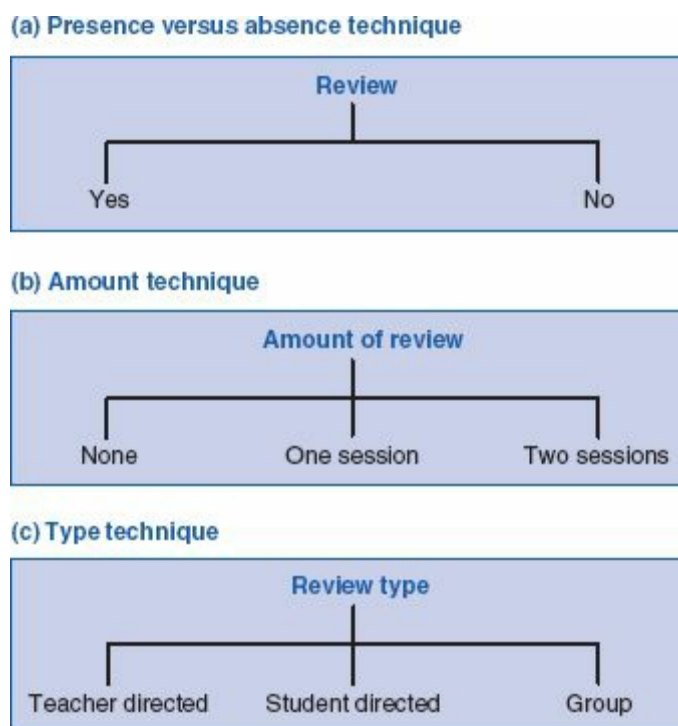 (a) Presence versus absence technique
Review
Yes No
(b) Amount technique
Amount of review
None One session Two sessions
(c) Type technique
Review type
Teacher directed Student directed Group